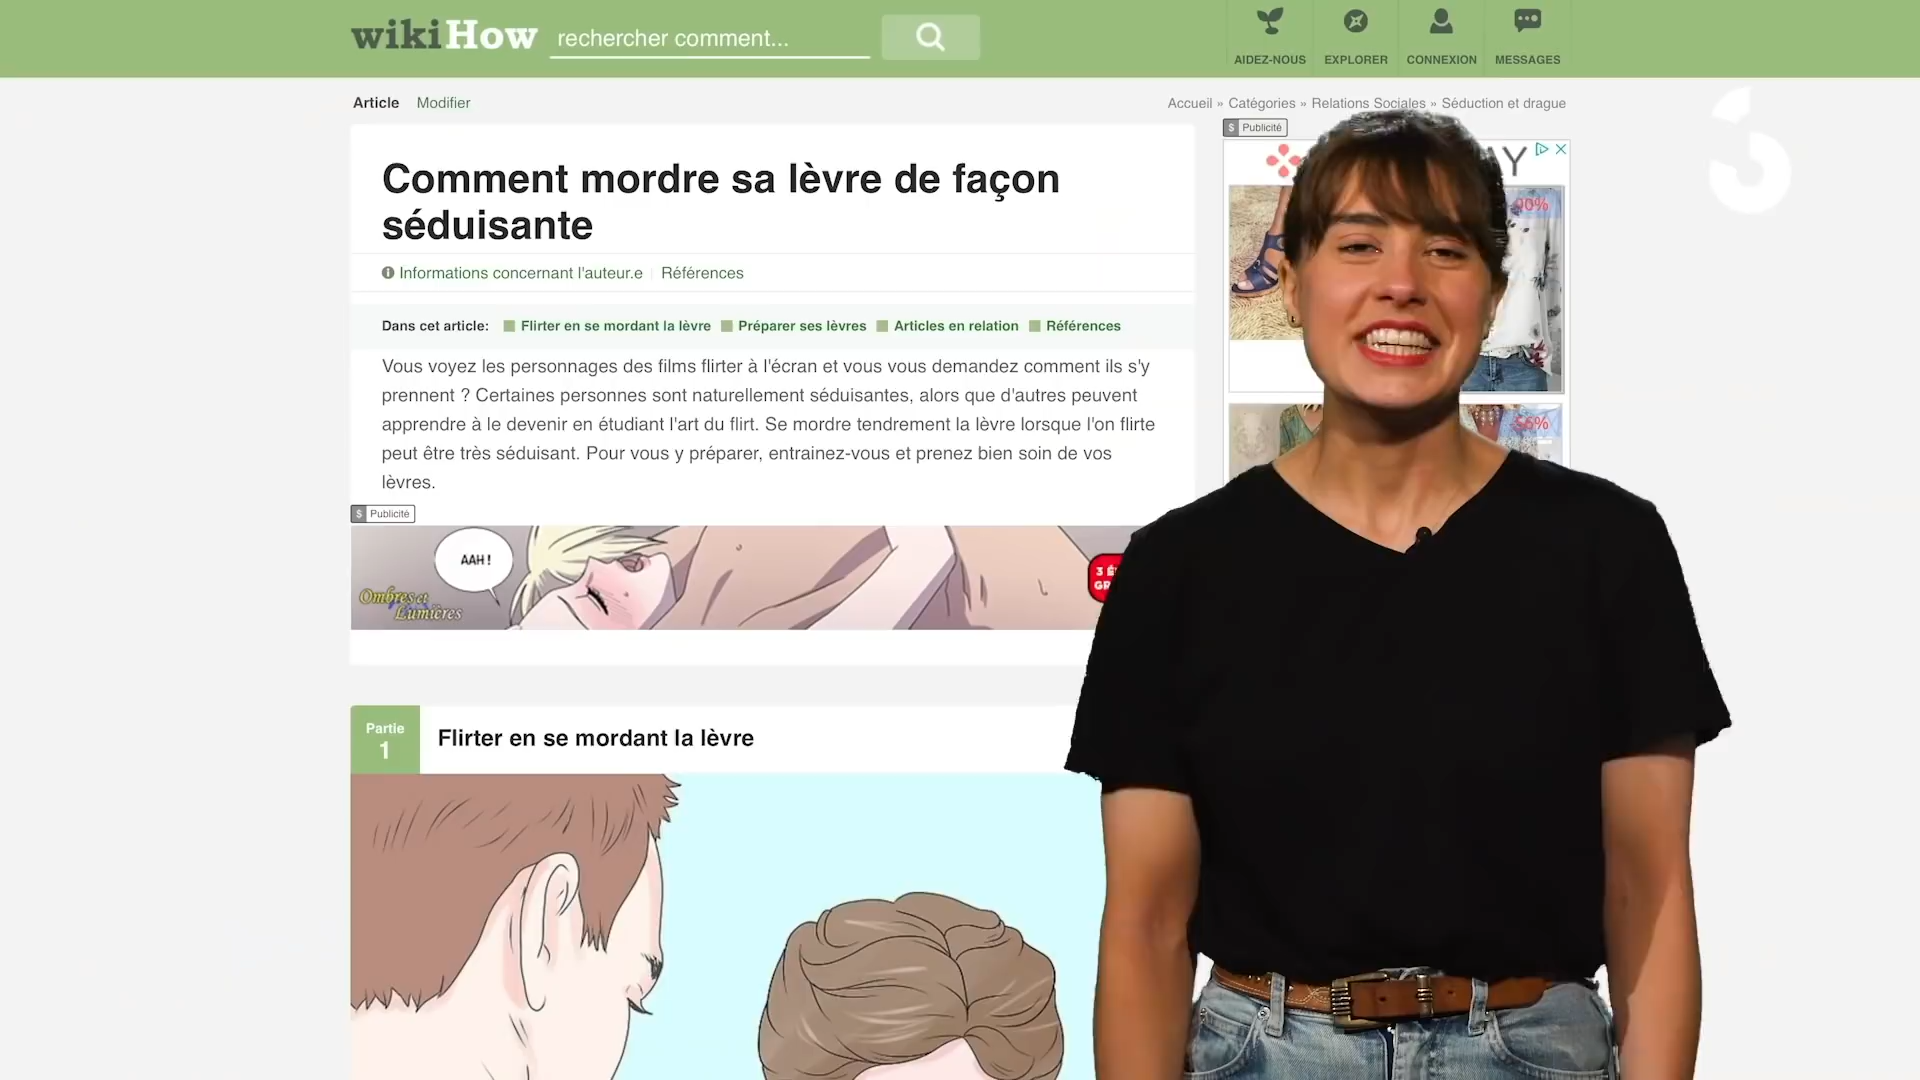 wikiHow
rechercher comment...
AIDEZ-NOUS
EXPLORER
CONNEXION
MESSAGES
Article Modifier
Accueil » Catégories » Relations Sociales » Séduction et drague
$ Publicité
AY
Comment mordre sa lèvre de façon
séduisante
Informations concernant l'auteur.e Références
Dans cet article: Flirter en se mordant la lèvre Préparer ses lèvres Articles en relation Références
Vous voyez les personnages des films flirter à l'écran et vous vous demandez comment ils s'y
prennent ? Certaines personnes sont naturellement séduisantes, alors que d'autres peuvent
apprendre à le devenir en étudiant l'art du flirt. Se mordre tendrement la lèvre lorsque l'on flirte
peut être très séduisant. Pour vous y préparer, entrainez-vous et prenez bien soin de vos
lèvres.
$ Publicité
AAH !
Ombres et
Lumières
Partie
1
Flirter en se mordant la lèvre